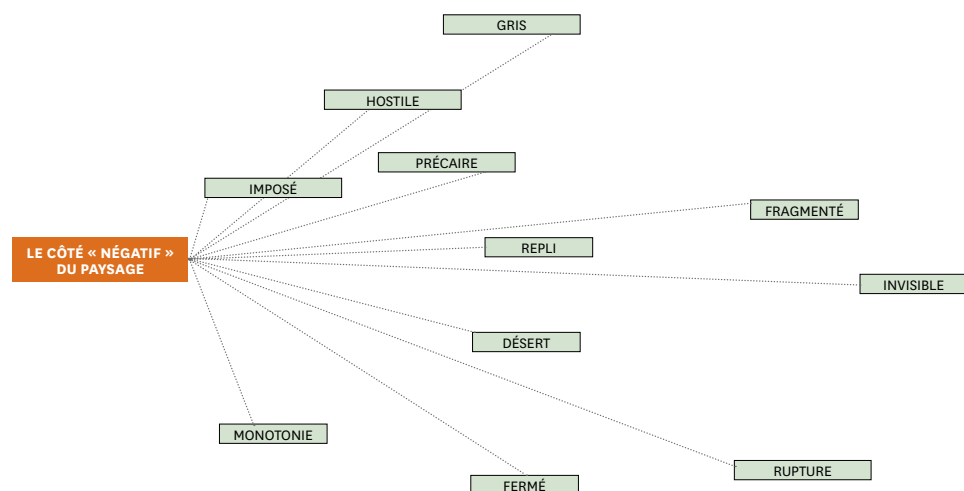 GRIS
HOSTILE
PRÉCAIRE
IMPOSÉ
FRAGMENTÉ
LE CÔTÉ « NÉGATIF »
DU PAYSAGE
REPLI
INVISIBLE
DÉSERT
MONOTONIE
RUPTURE
FERMÉ